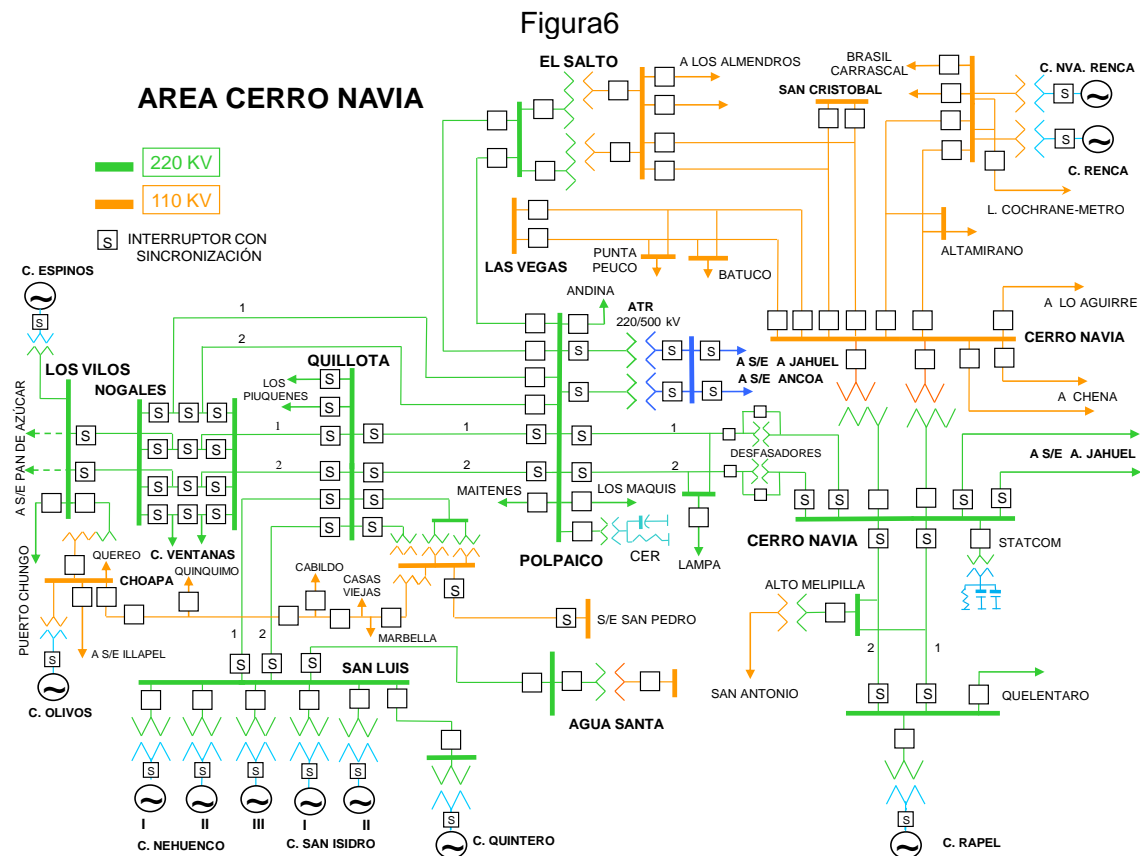 Figura6
AREA CERRO NAVIA
220 KV
110 KV
S
INTERRUPTOR CON
SINCRONIZACIÓN
EL SALTO
A LOS ALMENDROS
SAN CRISTOBAL
BRASIL
CARRASCAL
C. NVA. RENCA
C. RENCA
L. COCHRANE-METRO
ALTAMIRANO
LAS VEGAS
PUNTA
PEUCO
BATUCO
A LO AGUIRRE
CERRO NAVIA
A CHENA
C. ESPINOS
S
LOS VILOS
NOGALES
1
2
QUILLOTA
LOS
PIUQUENES
ANDINA
ATR
220/500 kV
A S/E A JAHUEL
A S/E ANCOA
A S/E PAN DE AZÚCAR
1
2
1
2
1
2
DESFASADORES
A S/E A. JAHUEL
MAITENES
LOS MAQUIS
POLPAICO
CER
LAMPA
CERRO NAVIA
STATCOM
C. VENTANAS
PUERTO CHUNGO
QUEREO
CHOAPA
QUINQUIMO
CABILDO
CASAS
VIEJAS
MARBELLA
A S/E ILLAPEL
S
S/E SAN PEDRO
ALTO MELIPILLA
SAN ANTONIO
2
1
QUELENTARO
C. OLIVOS
1
2
SAN LUIS
AGUA SANTA
I
II
III
I
II
C. NEHUENCO
C. SAN ISIDRO
C. QUINTERO
C. RAPEL